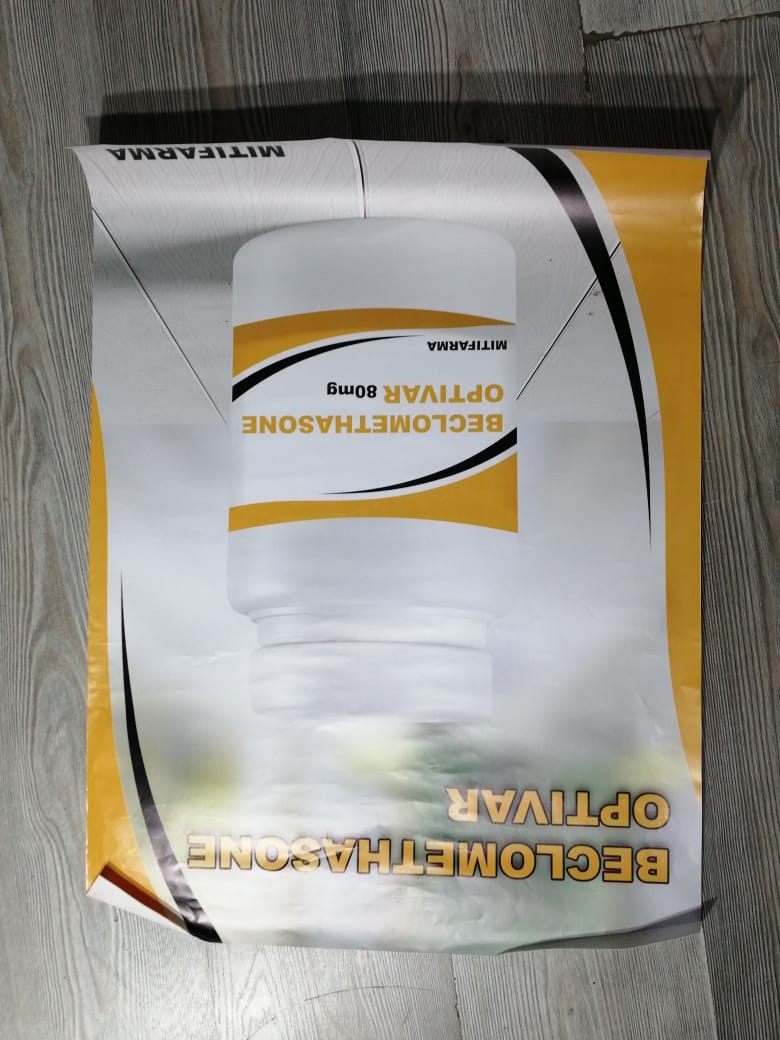 BECLOMETHASONE
OPTIVAR
BECLOMETHASONE
OPTIVAR 80mg
MITIFARMA
MITIFARMA